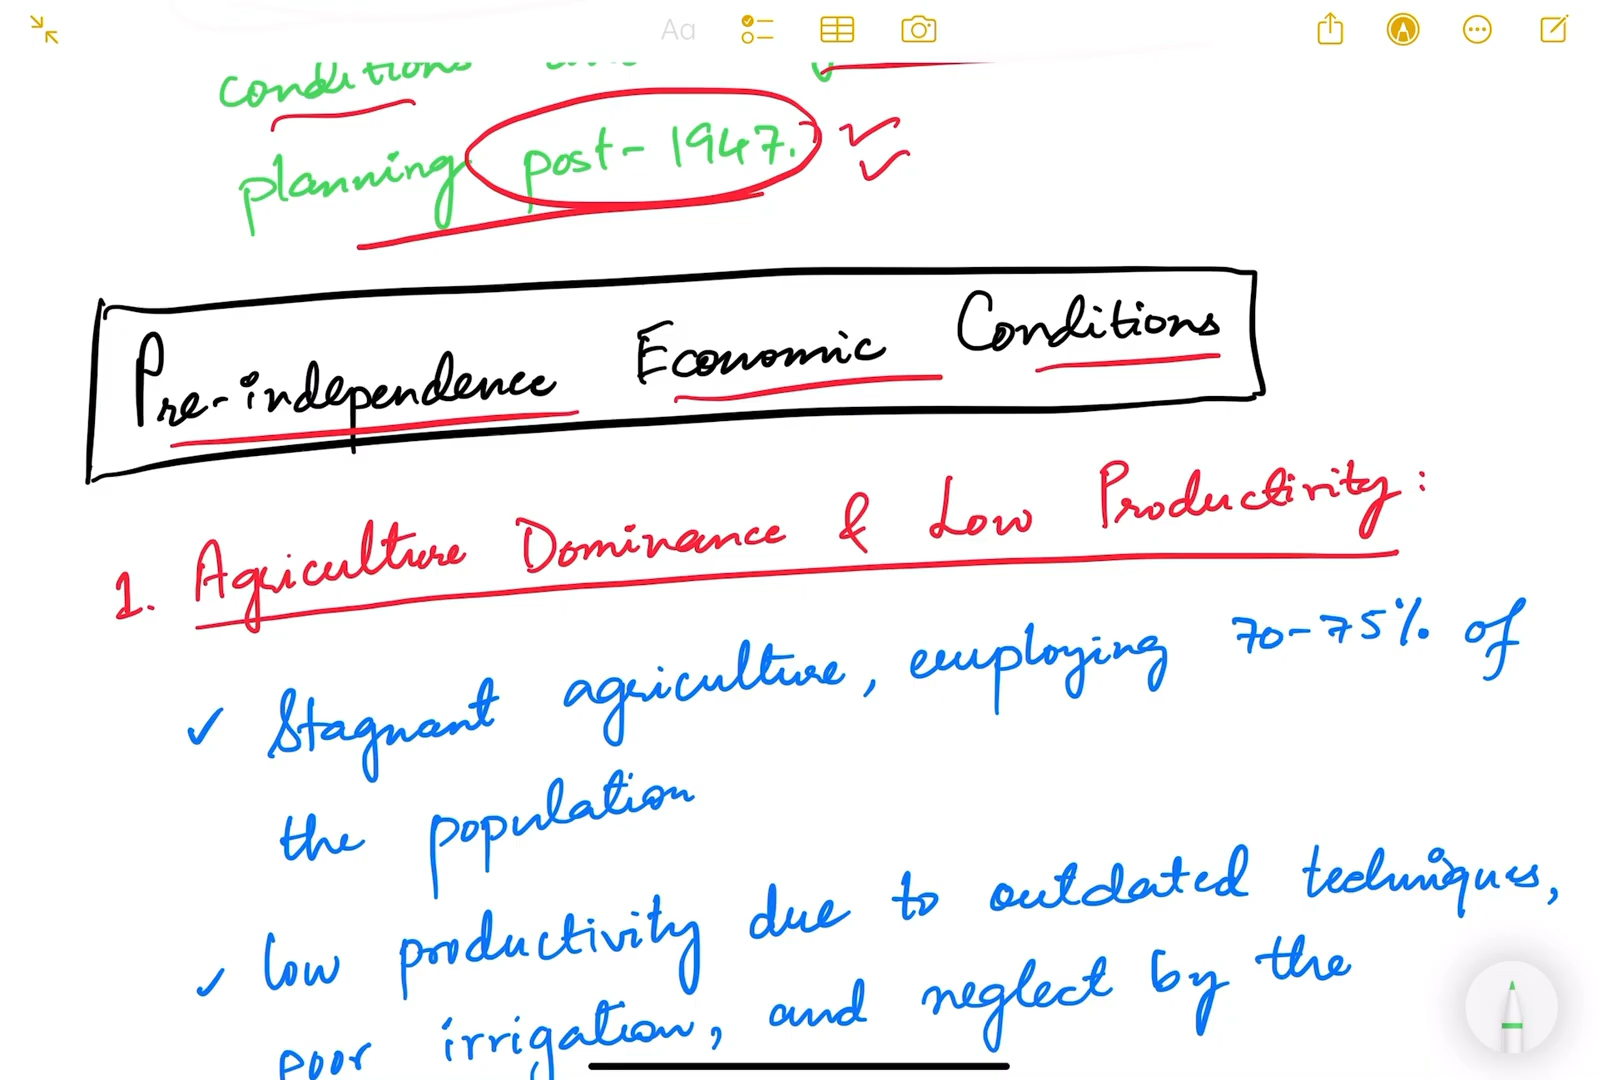 Aa
conditions
planning post-1947.
Pre-independence Economic Conditions
1. Agriculture Dominance & Low Productivity:
✓ Stagnant agriculture, employing 70-75% of
the population
✓ low productivity due to outdated techniques,
poor irrigation, and neglect by the